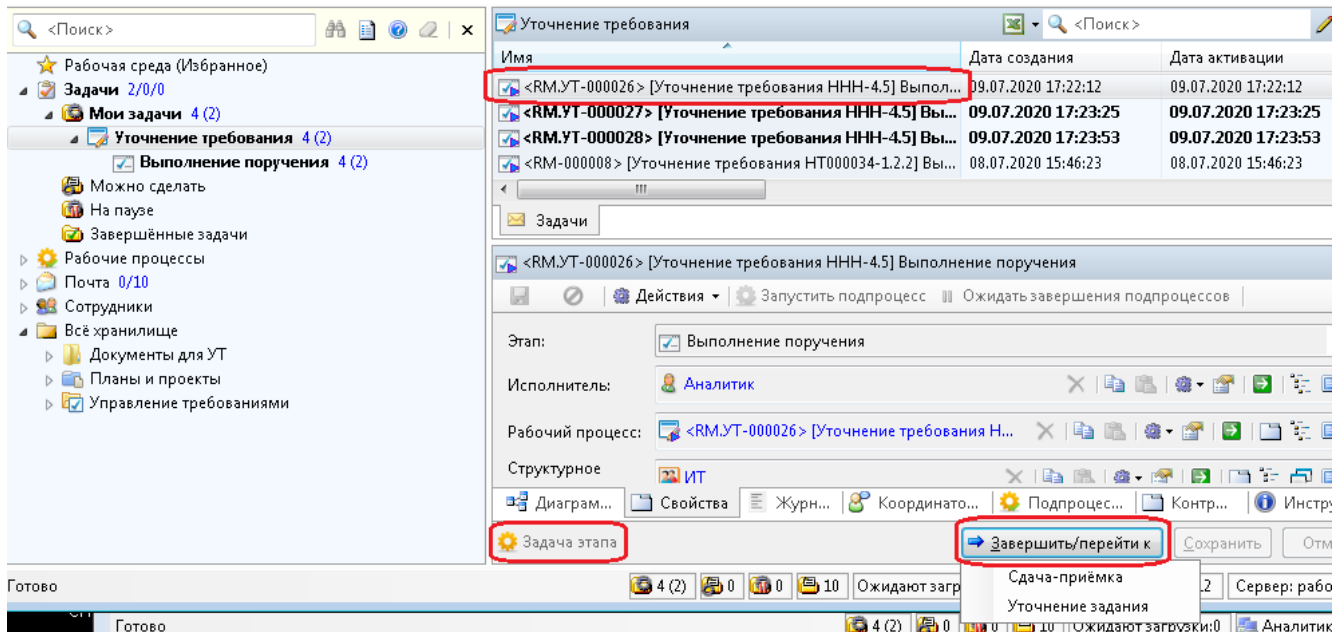 <Поиск>
Рабочая среда (Избранное)
Задачи 2/0/0
Мои задачи 4 (2)
Уточнение требования 4 (2)
Выполнение поручения 4 (2)
Можно сделать
На паузе
Завершённые задачи
Рабочие процессы
Почта 0/10
Сотрудники
Всё хранилище
Документы для УТ
Планы и проекты
Управление требованиями
Уточнение требования <Поиск>
Имя Дата создания Дата активации
<RM.УТ-000026> [Уточнение требования ННН-4.5] Выпол... 09.07.2020 17:22:12 09.07.2020 17:22:12
<RM.УТ-000027> [Уточнение требования ННН-4.5] Вы... 09.07.2020 17:23:25 09.07.2020 17:23:25
<RM.УТ-000028> [Уточнение требования ННН-4.5] Вы... 09.07.2020 17:23:53 09.07.2020 17:23:53
<RM-000008> [Уточнение требования НТ000034-1.2.2] Вы... 08.07.2020 15:46:23 08.07.2020 15:46:23
Задачи
<RM.УТ-000026> [Уточнение требования ННН-4.5] Выполнение поручения
Действия Запустить подпроцесс Ожидать завершения подпроцессов
Этап: Выполнение поручения
Исполнитель: Аналитик
Рабочий процесс: <RM.УТ-000026> [Уточнение требования Н...
Структурное ИТ
Диаграм... Свойства Журн... Координато... Подпроцес... Контр... Инстру
Задача этапа Завершить/перейти к Сохранить Отм
Сдача-приёмка
Уточнение задания
Готово 4 (2) 0 0 10 Ожидают загр .2 Сервер: рабо
Готово 4 (2) 0 0 10 Ожидают загрузки:0 Аналитик